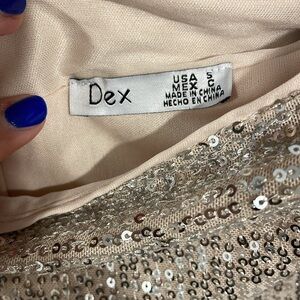 Dex
USA S
MEX C
MADE IN CHINA
HECHO EN CHINA